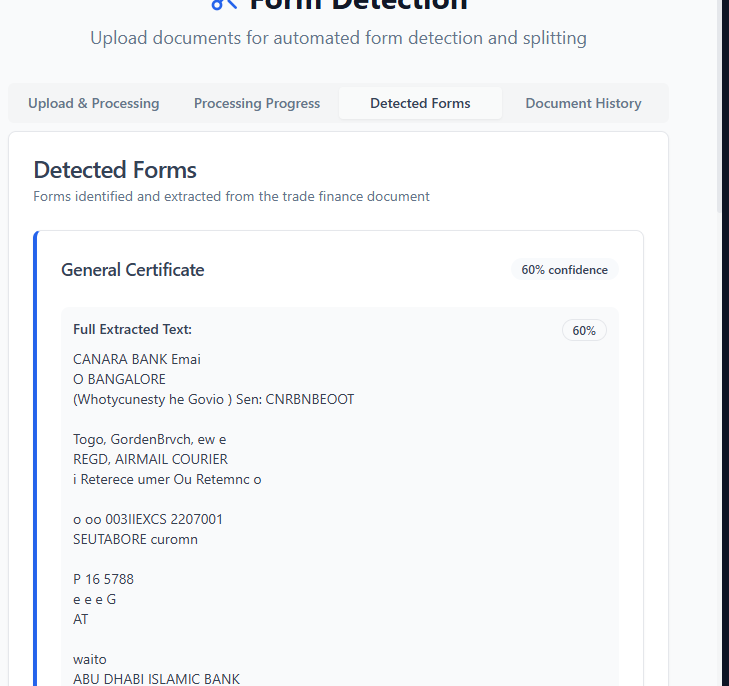 Form Detection
Upload documents for automated form detection and splitting
Upload & Processing
Processing Progress
Detected Forms
Document History
Detected Forms
Forms identified and extracted from the trade finance document
General Certificate
60% confidence
Full Extracted Text:
60%
CANARA BANK Emai
O BANGALORE
(Whotycunesty he Govio ) Sen: CNRBNBEOOT
Togo, GordenBrvch, ew e
REGD, AIRMAIL COURIER
i Reterece umer Ou Retemnc o
o oo 003IIEXCS 2207001
SEUTABORE curomn
P 16 5788
e e e G
AT
waito
ABU DHABI ISLAMIC BANK